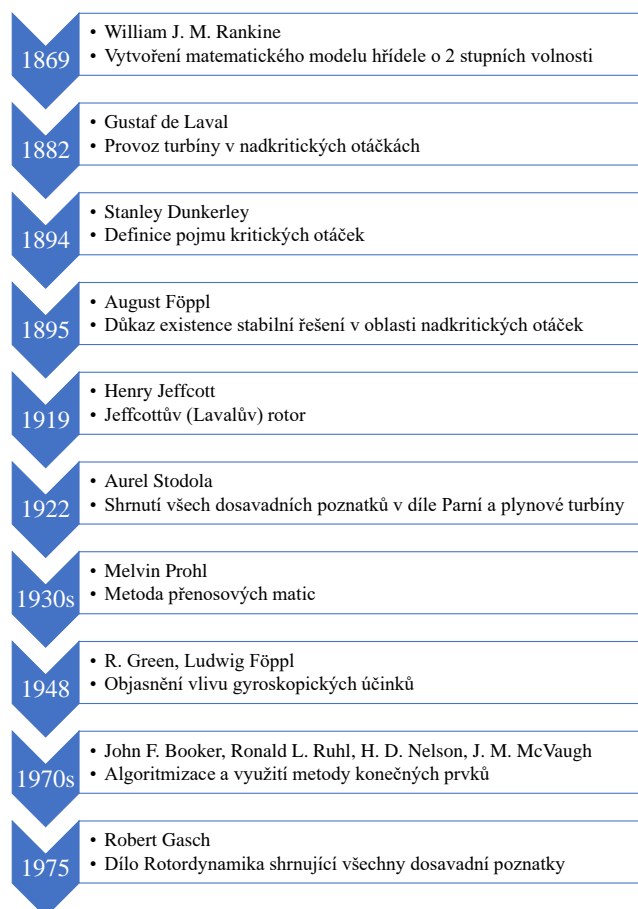 1869
• William J. M. Rankine
• Vytvoření matematického modelu hřídele o 2 stupních volnosti
1882
• Gustaf de Laval
• Provoz turbíny v nadkritických otáčkách
1894
• Stanley Dunkerley
• Definice pojmu kritických otáček
1895
• August Föppl
• Důkaz existence stabilní řešení v oblasti nadkritických otáček
1919
• Henry Jeffcott
• Jeffcottův (Lavalův) rotor
1922
• Aurel Stodola
• Shrnutí všech dosavadních poznatků v díle Parní a plynové turbíny
1930s
• Melvin Prohl
• Metoda přenosových matic
1948
• R. Green, Ludwig Föppl
• Objasnění vlivu gyroskopických účinků
1970s
• John F. Booker, Ronald L. Ruhl, H. D. Nelson, J. M. McVaugh
• Algoritmizace a využití metody konečných prvků
1975
• Robert Gasch
• Dílo Rotordynamika shrnující všechny dosavadní poznatky